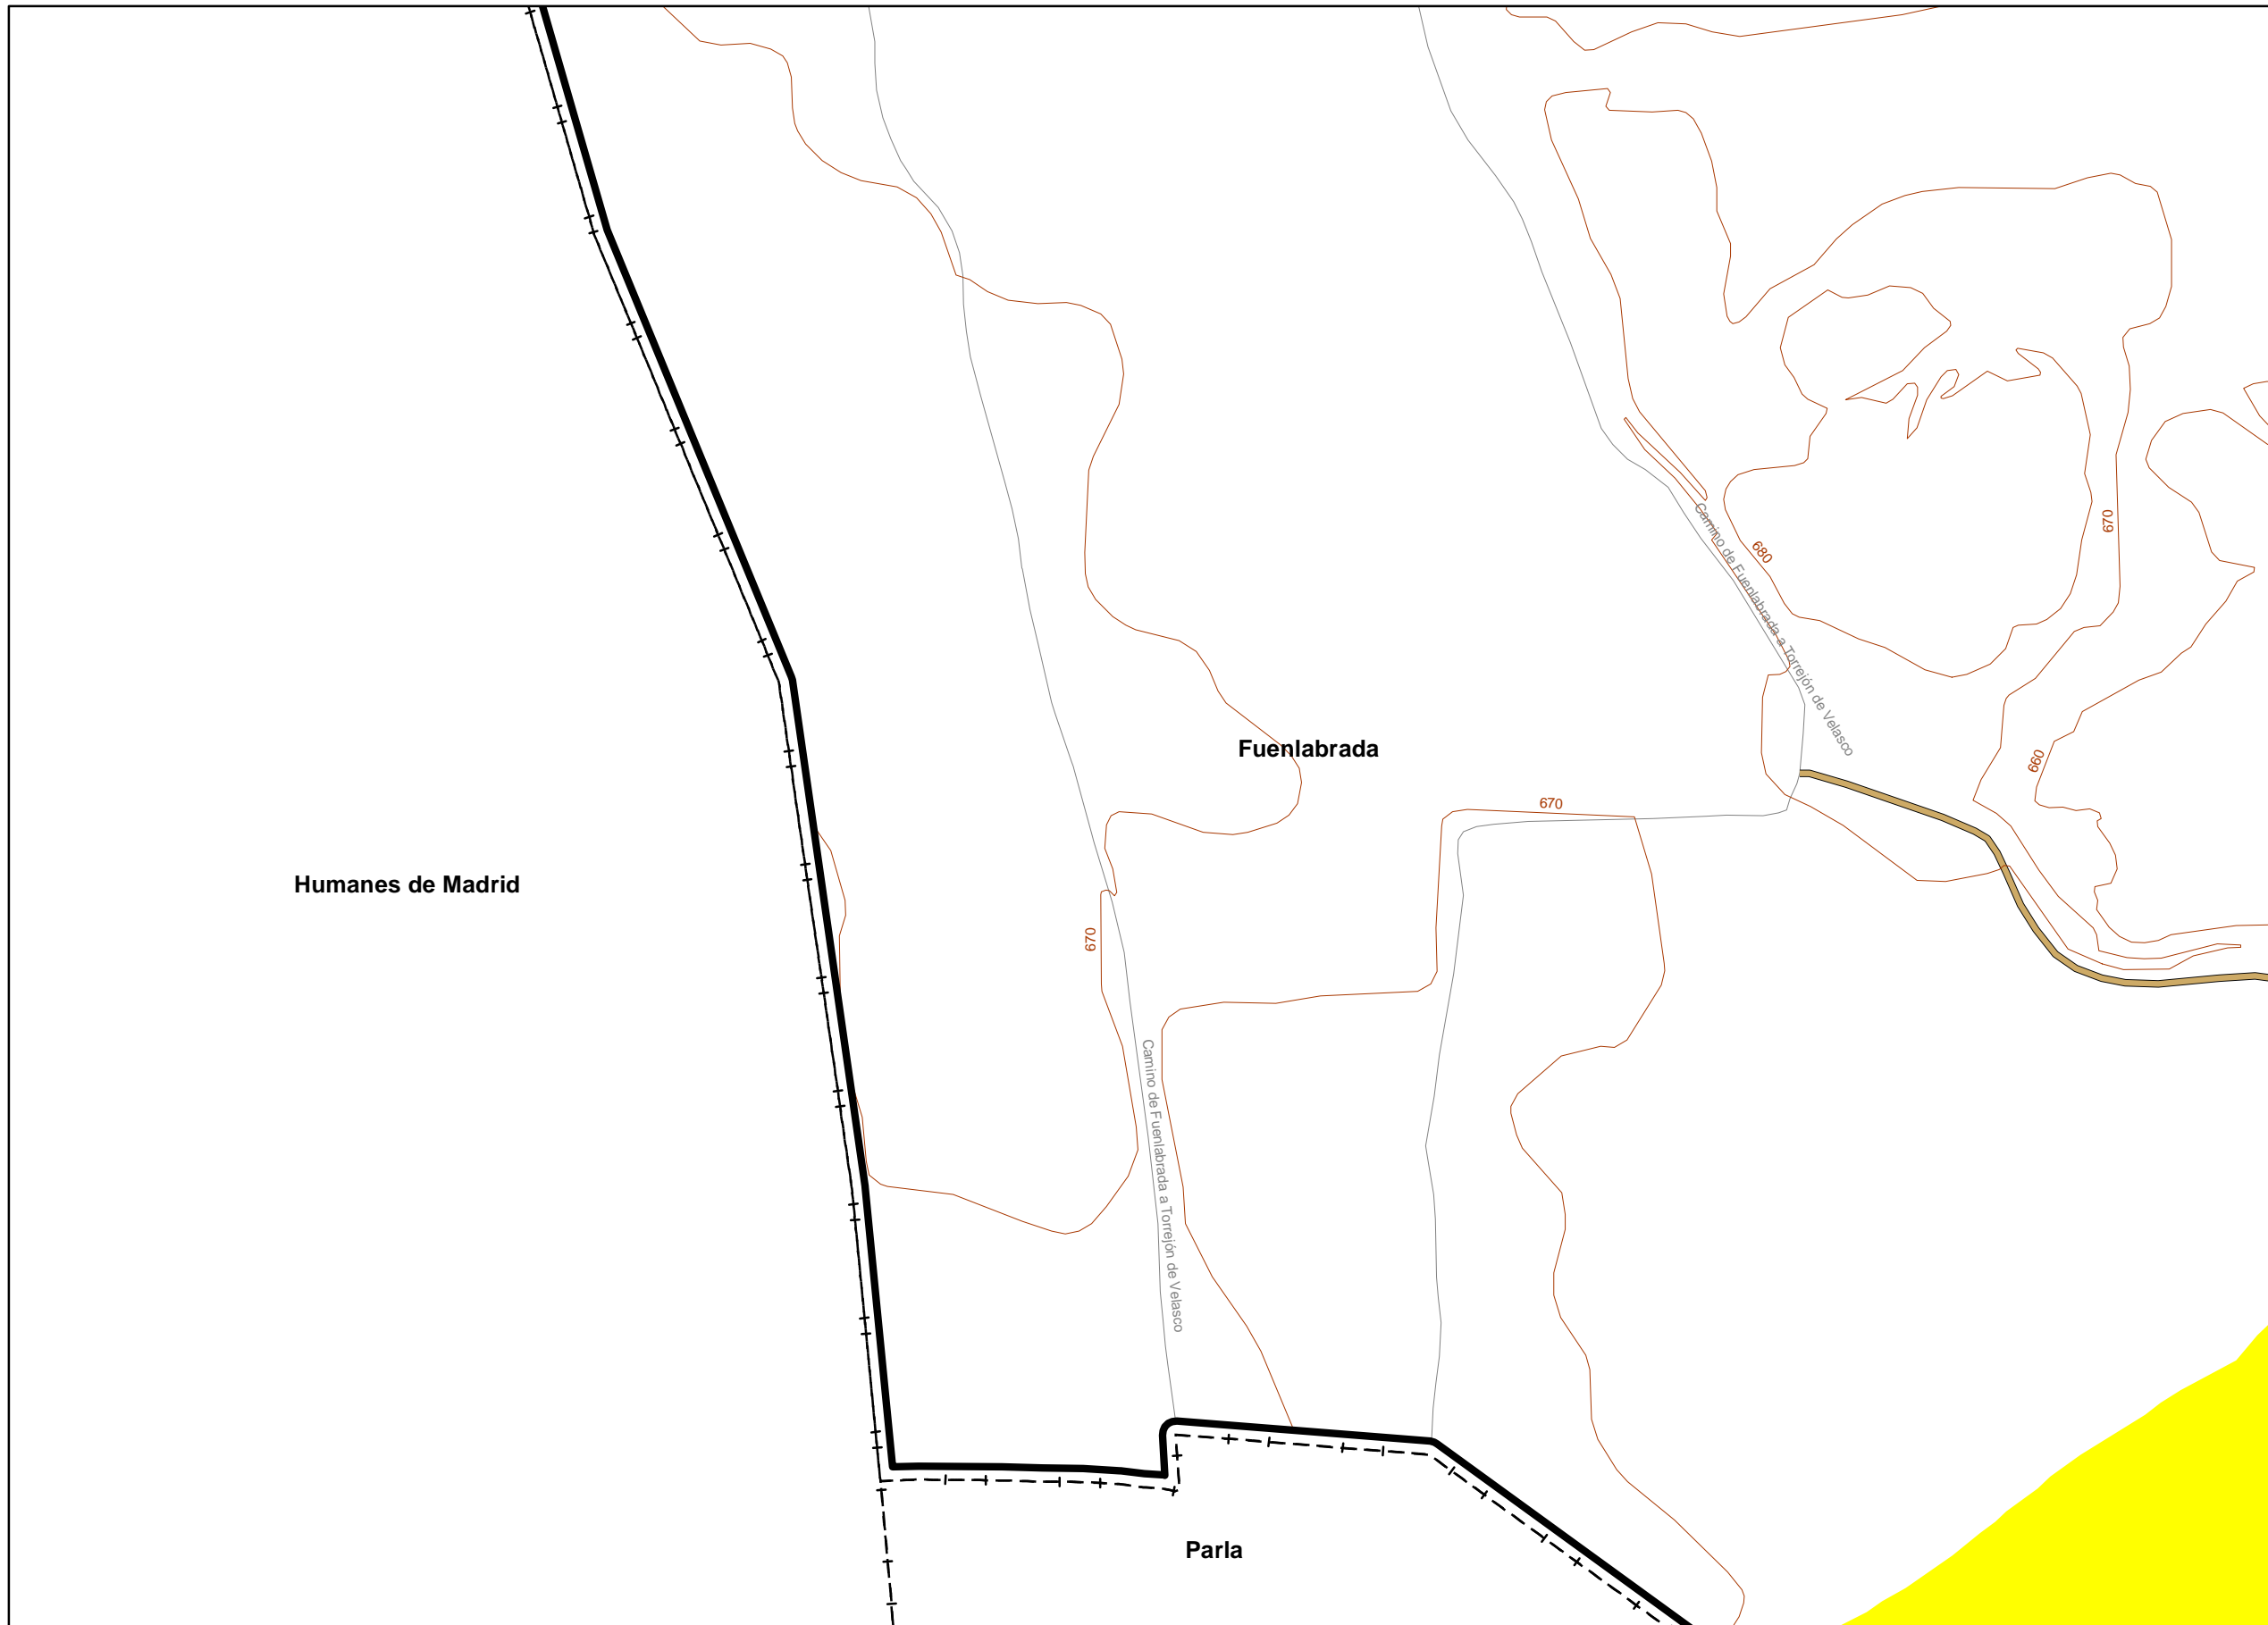 Camino de Fuenlabrada a Torrejón de Velasco
680
670
Fuenlabrada
660
670
Humanes de Madrid
670
Camino de Fuenlabrada a Torrejón de Velasco
Parla